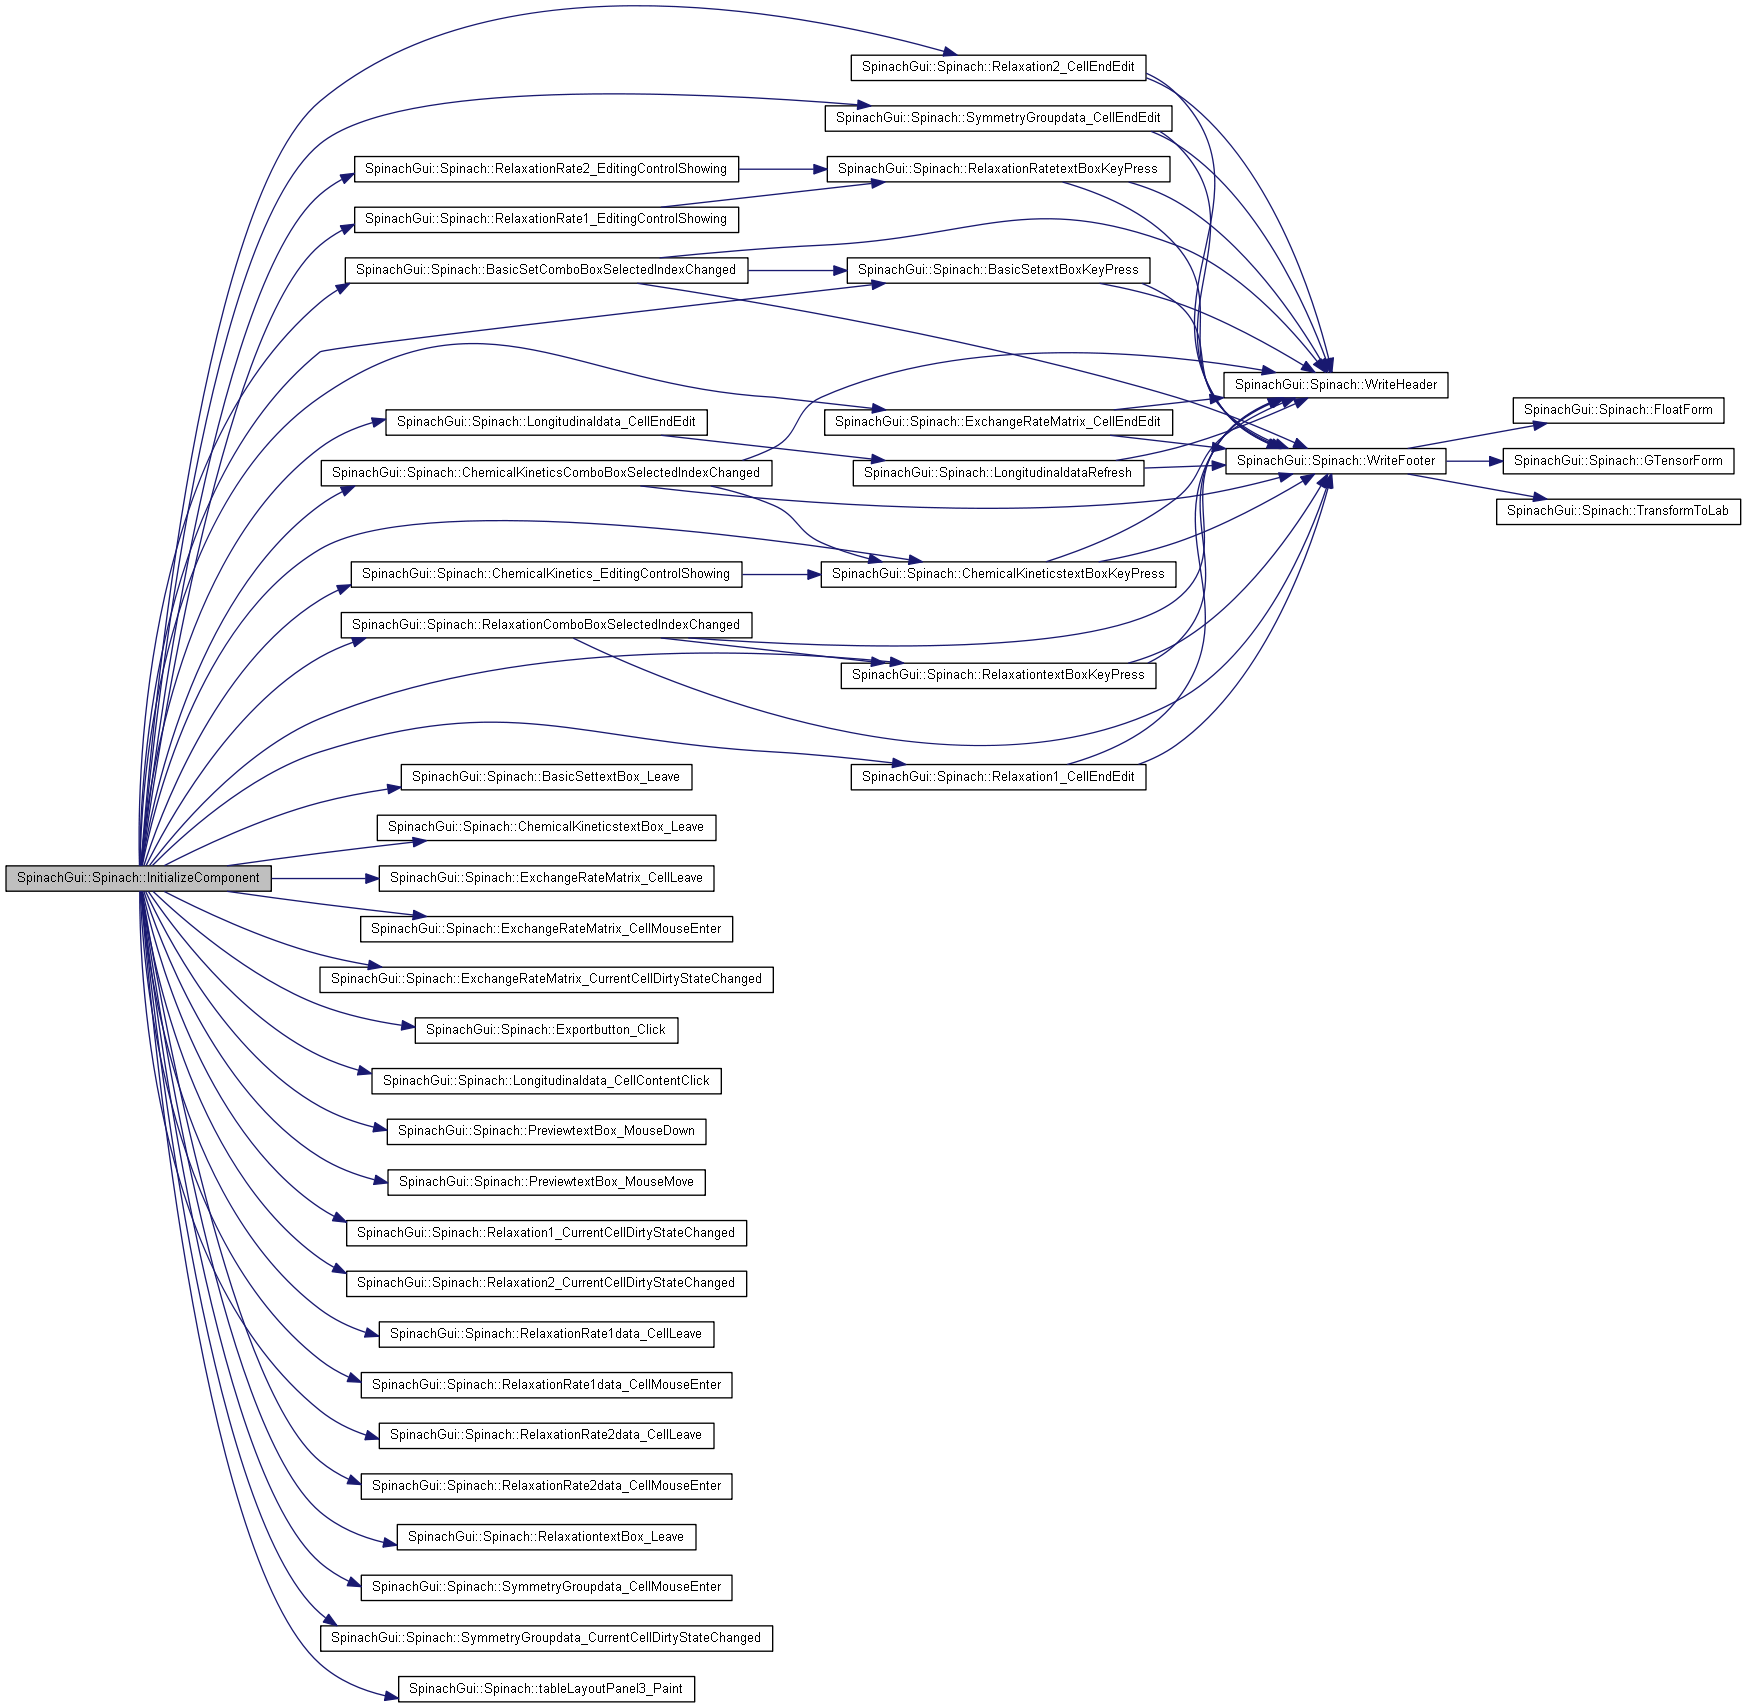 SpinachGui::Spinach::Relaxation2_CellEndEdit
SpinachGui::Spinach::SymmetryGroupdata_CellEndEdit
SpinachGui::Spinach::RelaxationRate2_EditingControlShowing
SpinachGui::Spinach::RelaxationRatetextBoxKeyPress
SpinachGui::Spinach::RelaxationRate1_EditingControlShowing
SpinachGui::Spinach::BasicSetComboBoxSelectedIndexChanged
SpinachGui::Spinach::BasicSetextBoxKeyPress
SpinachGui::Spinach::WriteHeader
SpinachGui::Spinach::FloatForm
SpinachGui::Spinach::Longitudinaldata_CellEndEdit
SpinachGui::Spinach::ExchangeRateMatrix_CellEndEdit
SpinachGui::Spinach::WriteFooter
SpinachGui::Spinach::GTensorForm
SpinachGui::Spinach::ChemicalKineticsComboBoxSelectedIndexChanged
SpinachGui::Spinach::LongitudinaldataRefresh
SpinachGui::Spinach::TransformToLab
SpinachGui::Spinach::ChemicalKinetics_EditingControlShowing
SpinachGui::Spinach::ChemicalKineticstextBoxKeyPress
SpinachGui::Spinach::RelaxationComboBoxSelectedIndexChanged
SpinachGui::Spinach::RelaxationtextBoxKeyPress
SpinachGui::Spinach::BasicSettextBox_Leave
SpinachGui::Spinach::Relaxation1_CellEndEdit
SpinachGui::Spinach::ChemicalKineticstextBox_Leave
SpinachGui::Spinach::InitializeComponent
SpinachGui::Spinach::ExchangeRateMatrix_CellLeave
SpinachGui::Spinach::ExchangeRateMatrix_CellMouseEnter
SpinachGui::Spinach::ExchangeRateMatrix_CurrentCellDirtyStateChanged
SpinachGui::Spinach::Exportbutton_Click
SpinachGui::Spinach::Longitudinaldata_CellContentClick
SpinachGui::Spinach::PreviewtextBox_MouseDown
SpinachGui::Spinach::PreviewtextBox_MouseMove
SpinachGui::Spinach::Relaxation1_CurrentCellDirtyStateChanged
SpinachGui::Spinach::Relaxation2_CurrentCellDirtyStateChanged
SpinachGui::Spinach::RelaxationRate1data_CellLeave
SpinachGui::Spinach::RelaxationRate1data_CellMouseEnter
SpinachGui::Spinach::RelaxationRate2data_CellLeave
SpinachGui::Spinach::RelaxationRate2data_CellMouseEnter
SpinachGui::Spinach::RelaxationtextBox_Leave
SpinachGui::Spinach::SymmetryGroupdata_CellMouseEnter
SpinachGui::Spinach::SymmetryGroupdata_CurrentCellDirtyStateChanged
SpinachGui::Spinach::tableLayoutPanel3_Paint